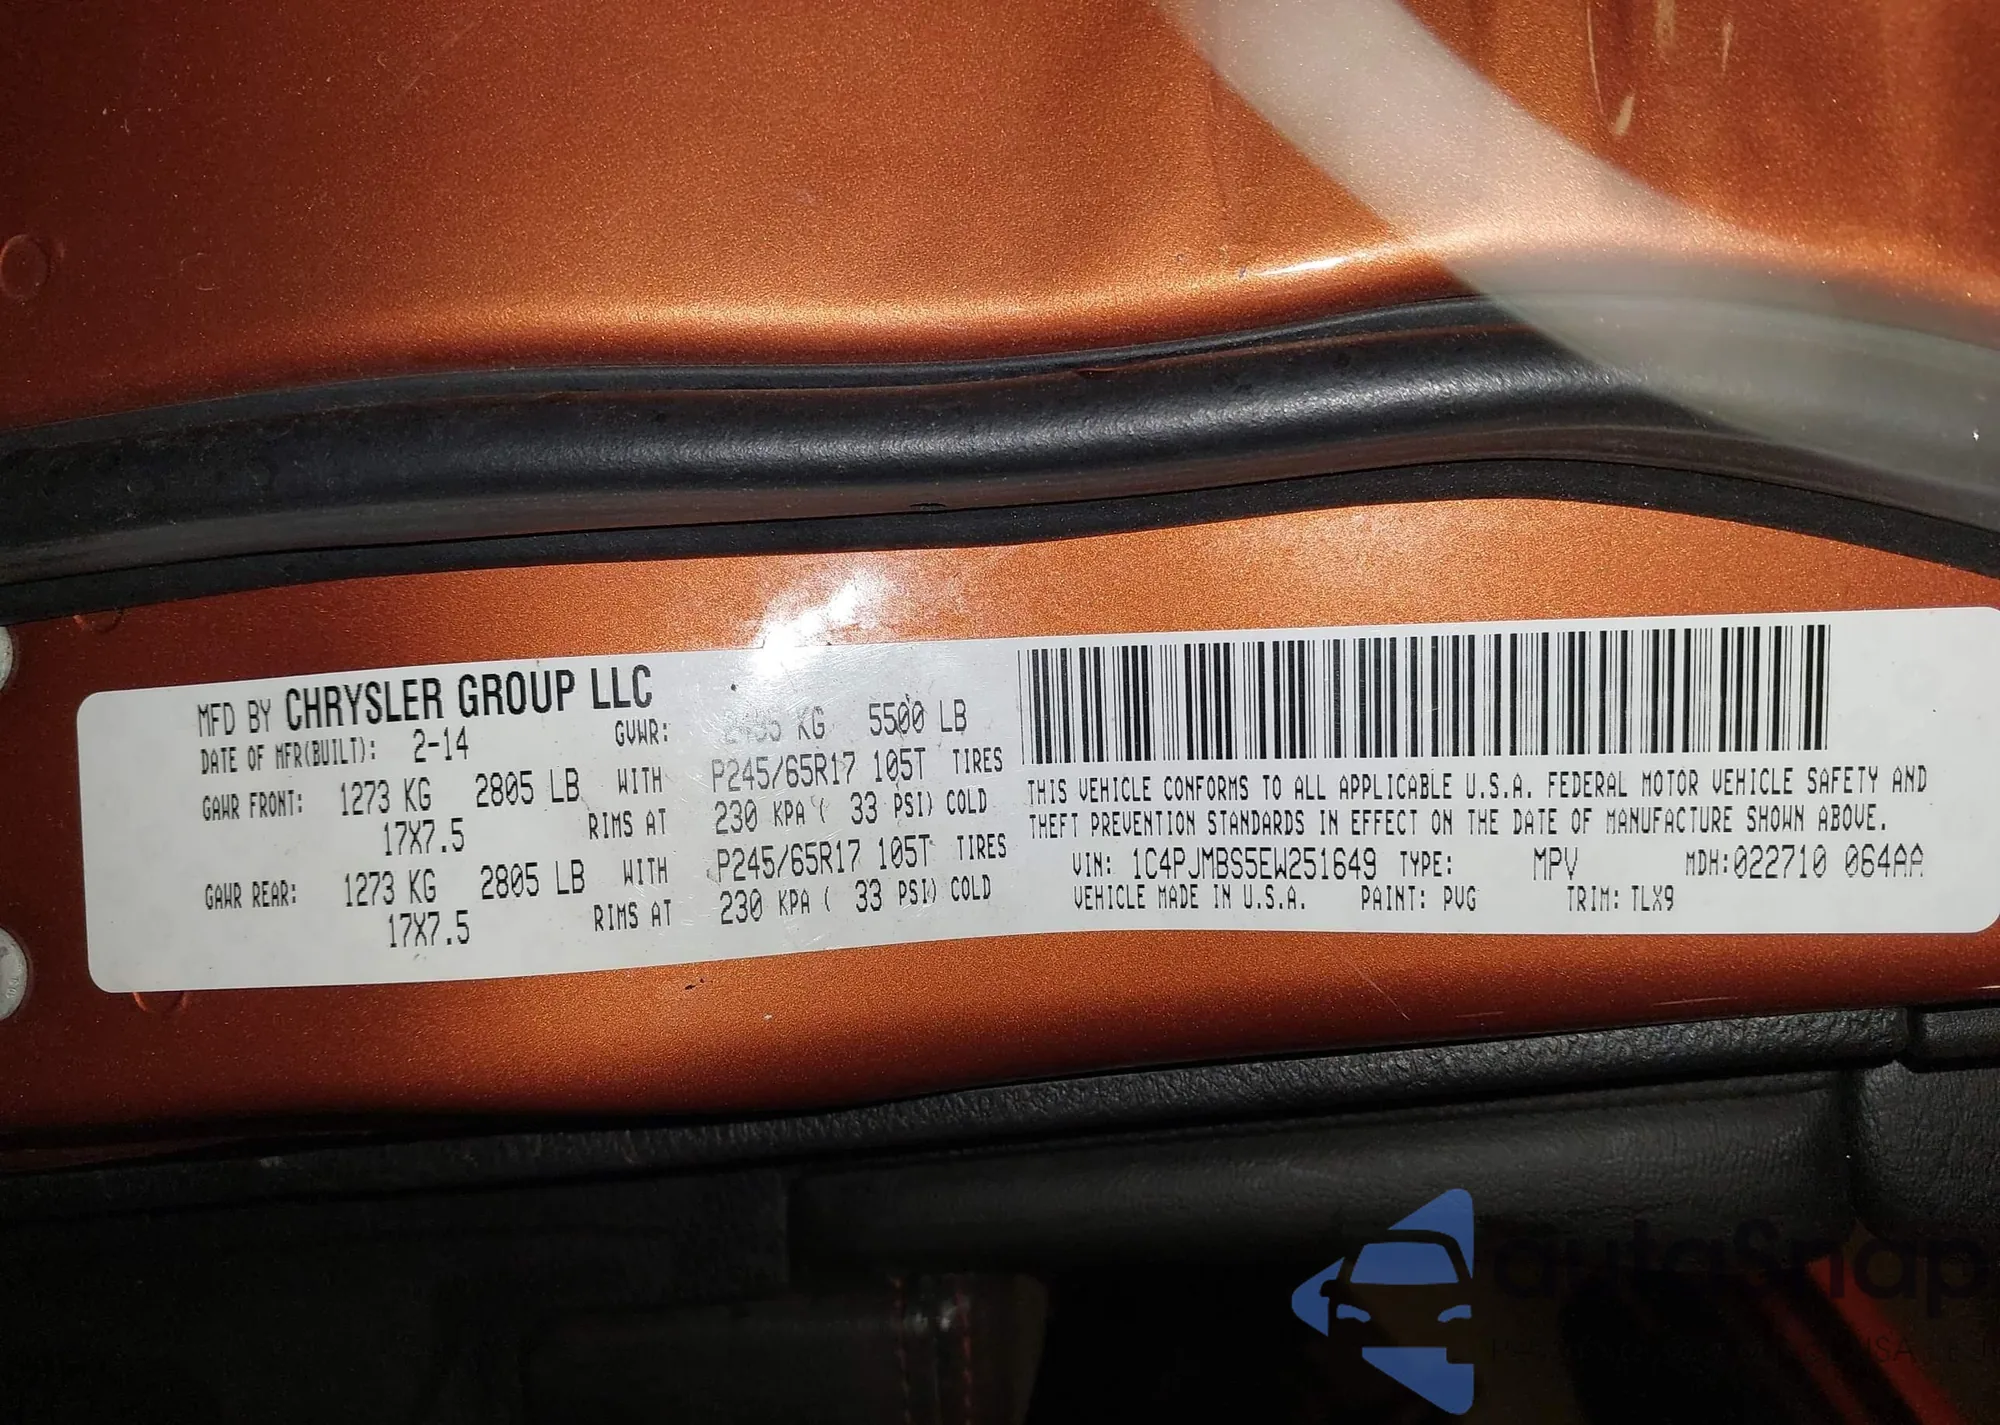 MFD BY CHRYSLER GROUP LLC
DATE OF MFR(BUILT): 2-14 GVWR: 2495 KG 5500 LB
GAWR FRONT: 1273 KG 2805 LB WITH P245/65R17 105T TIRES
17X7.5 RIMS AT 230 KPA ( 33 PSI) COLD
GAWR REAR: 1273 KG 2805 LB WITH P245/65R17 105T TIRES
17X7.5 RIMS AT 230 KPA ( 33 PSI) COLD
THIS VEHICLE CONFORMS TO ALL APPLICABLE U.S.A. FEDERAL MOTOR VEHICLE SAFETY AND
THEFT PREVENTION STANDARDS IN EFFECT ON THE DATE OF MANUFACTURE SHOWN ABOVE.
VIN: 1C4PJMBS5EW251649 TYPE: MPV MDH:022710 064AA
VEHICLE MADE IN U.S.A. PAINT: PVG TRIM: TLX9
autoSnap